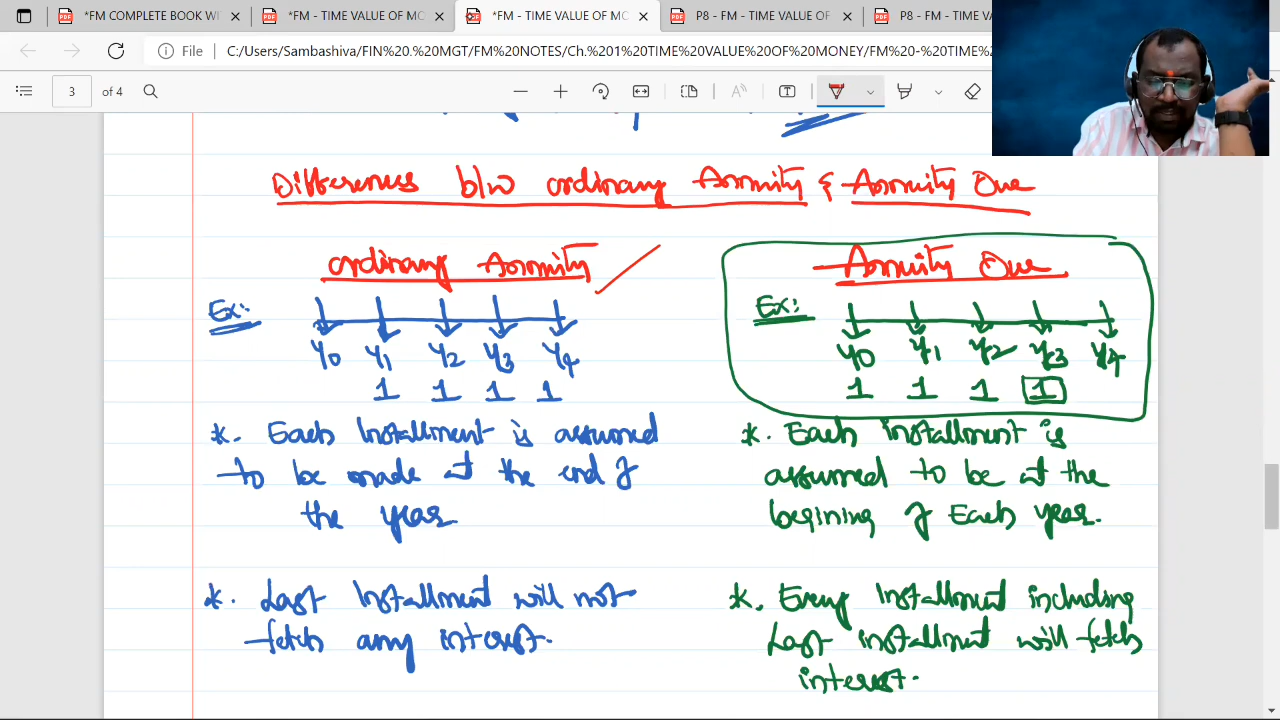 *FM COMPLETE BOOK WI
*FM - TIME VALUE OF MO
*FM - TIME VALUE OF MO
P8 - FM - TIME VALUE OF
P8 - FM - TIME VA
File
C:/Users/Sambashiva/FIN%20.%20MGT/FM%20NOTES/Ch.%201%20TIME%20VALUE%20OF%20MONEY/FM%20-%20TIME%2
3 of 4
Differences b/w ordinary Annuity & Annuity Due
ordinary Annuity
Ex:
Y0 Y1 Y2 Y3 Y4
1 1 1 1
*. Each Installment is assumed
to be made at the end of
the year
*. Last Installment will not
fetch any interest.
Annuity Due
Ex:
Y0 Y1 Y2 Y3 Y4
1 1 1 1
*. Each installment is
assumed to be at the
begining of Each year.
*. Every Installment including
Last installment will fetch
interest.